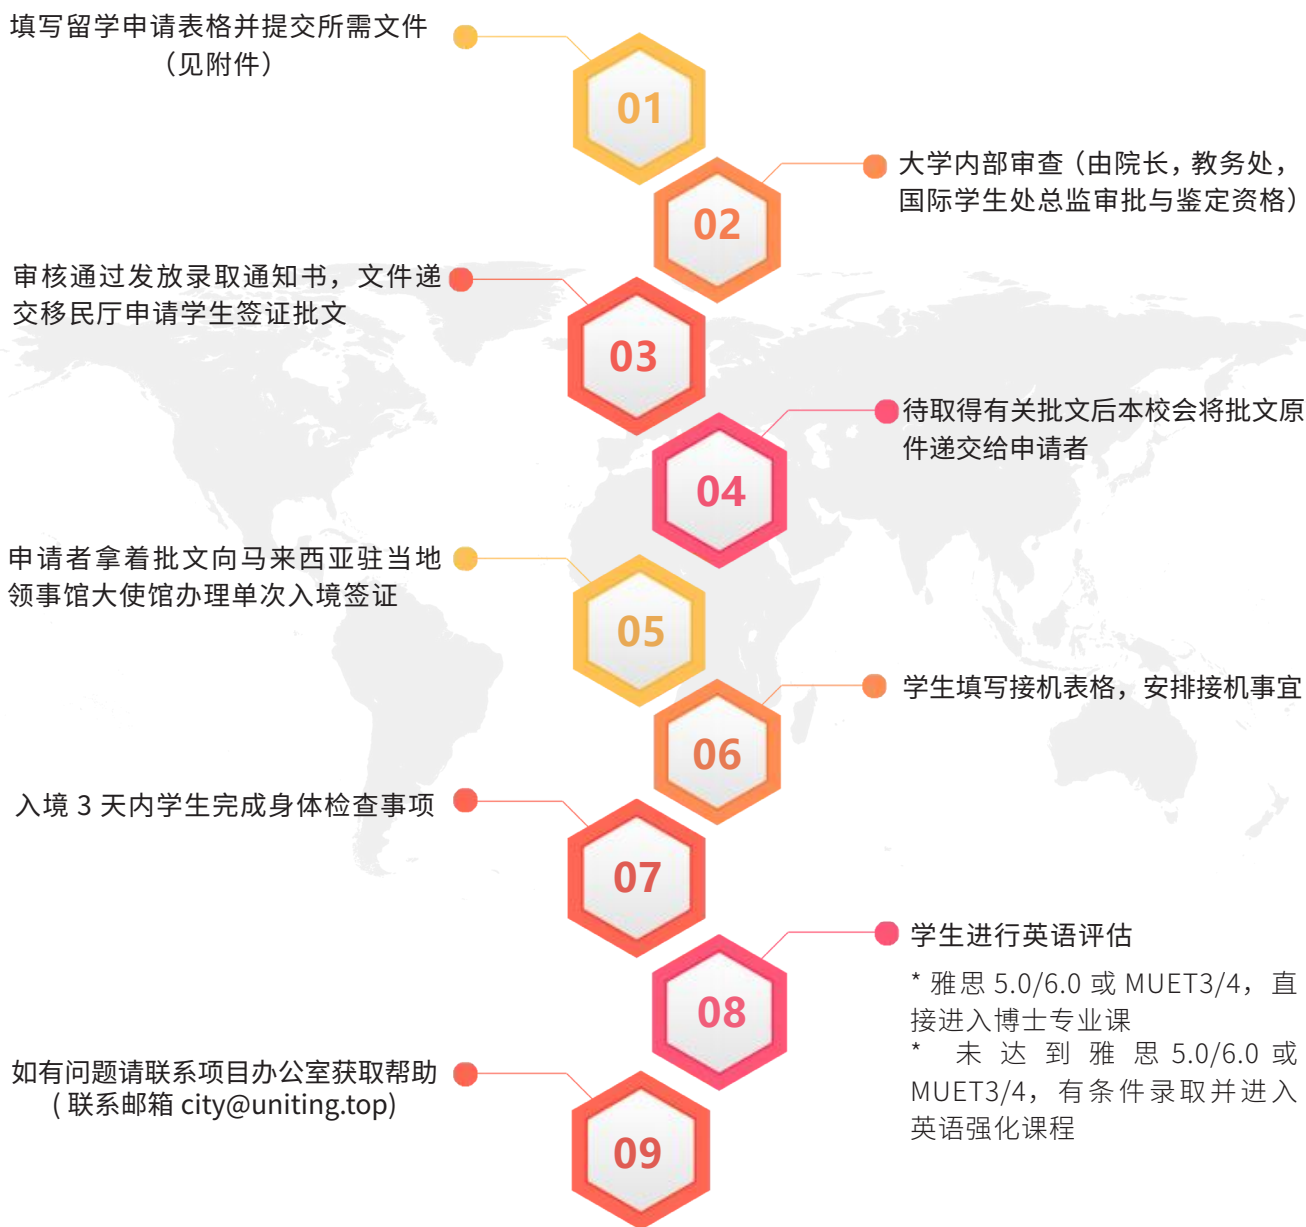 填写留学申请表格并提交所需文件
（见附件）
01
大学内部审查（由院长，教务处，
国际学生处总监审批与鉴定资格）
02
审核通过发放录取通知书，文件递
交移民厅申请学生签证批文
03
待取得有关批文后本校会将批文原
件递交给申请者
04
申请者拿着批文向马来西亚驻当地
领事馆大使馆办理单次入境签证
05
学生填写接机表格，安排接机事宜
06
入境 3 天内学生完成身体检查事项
07
学生进行英语评估
* 雅思 5.0/6.0 或 MUET3/4，直
接进入博士专业课
* 未达到雅思 5.0/6.0 或
MUET3/4，有条件录取并进入
英语强化课程
08
如有问题请联系项目办公室获取帮助
( 联系邮箱 city@uniting.top)
09